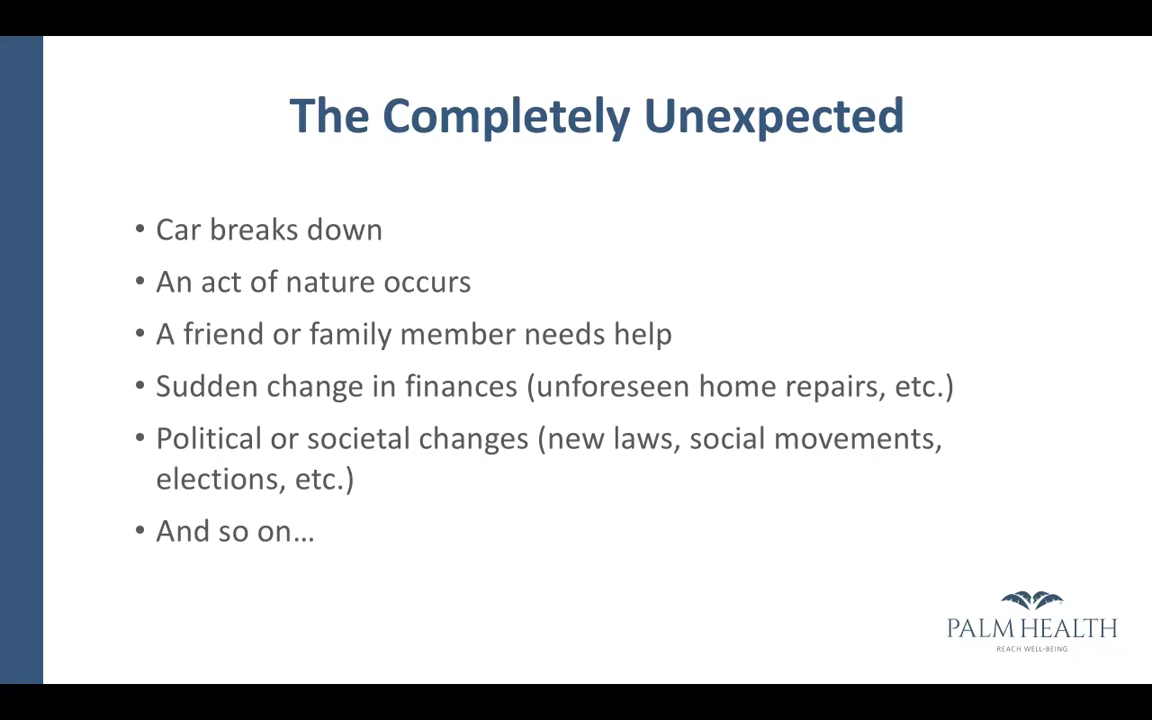 The Completely Unexpected
• Car breaks down
• An act of nature occurs
• A friend or family member needs help
• Sudden change in finances (unforeseen home repairs, etc.)
• Political or societal changes (new laws, social movements,
elections, etc.)
• And so on…
PALM HEALTH
REACH WELL-BEING